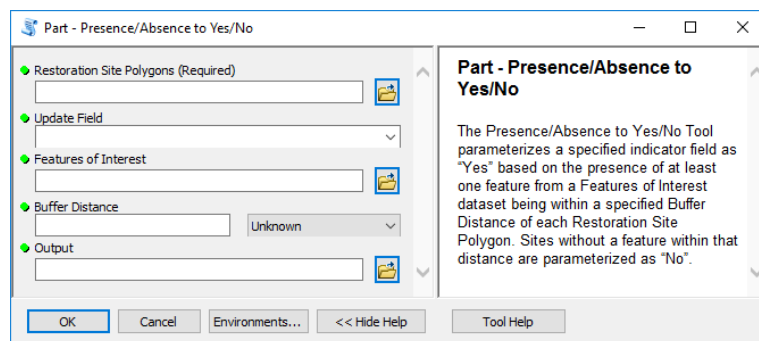 Part - Presence/Absence to Yes/No
Restoration Site Polygons (Required)
Update Field
Features of Interest
Buffer Distance
Unknown
Output
Part - Presence/Absence to
Yes/No
The Presence/Absence to Yes/No Tool
parameterizes a specified indicator field as
“Yes” based on the presence of at least
one feature from a Features of Interest
dataset being within a specified Buffer
Distance of each Restoration Site
Polygon. Sites without a feature within that
distance are parameterized as “No”.
OK
Cancel
Environments...
<< Hide Help
Tool Help